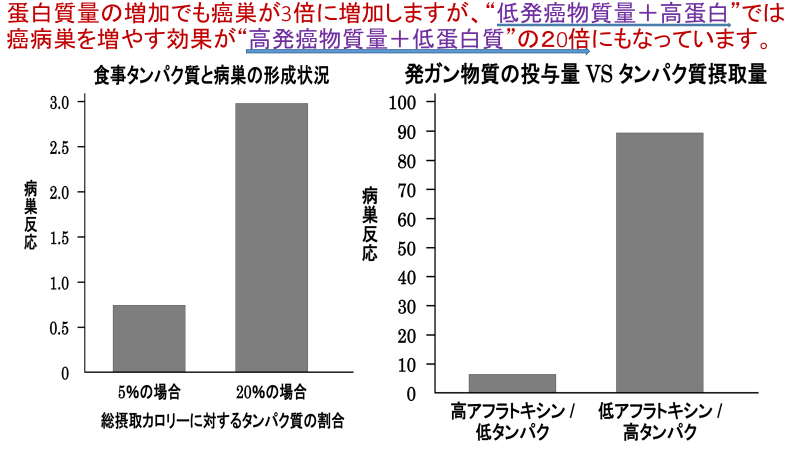 蛋白質量の増加でも癌巣が3倍に増加しますが、“低発癌物質量＋高蛋白”では
癌病巣を増やす効果が“高発癌物質量＋低蛋白質”の２０倍にもなっています。
食事タンパク質と病巣の形成状況
3.0
2.5
2.0
1.5
1.0
0.5
0
病巣反応
5%の場合
20%の場合
総摂取カロリーに対するタンパク質の割合
発ガン物質の投与量 VS タンパク質摂取量
100
90
80
70
60
50
40
30
20
10
0
病巣反応
高アフラトキシン /
低タンパク
低アフラトキシン /
高タンパク